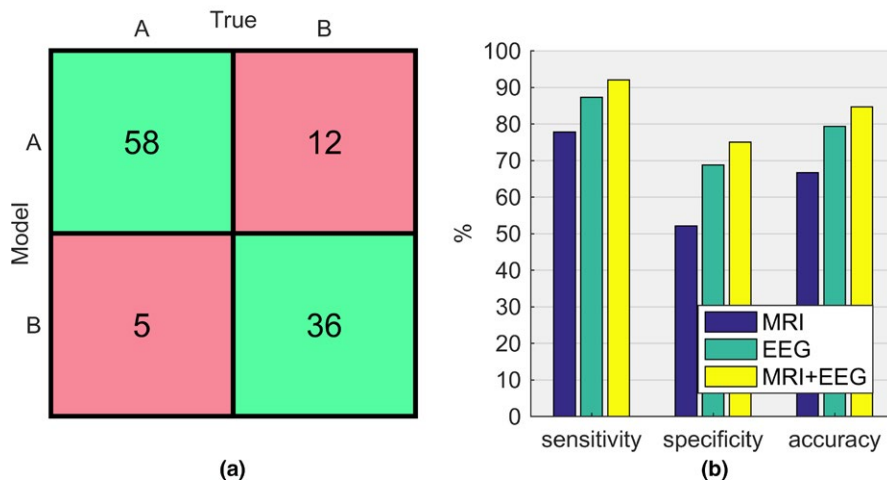 True
A B
Model
A
58 12
B
5 36
(a)
100
90
80
70
60
50
40
30
20
10
0
%
MRI
EEG
MRI+EEG
sensitivity specificity accuracy
(b)